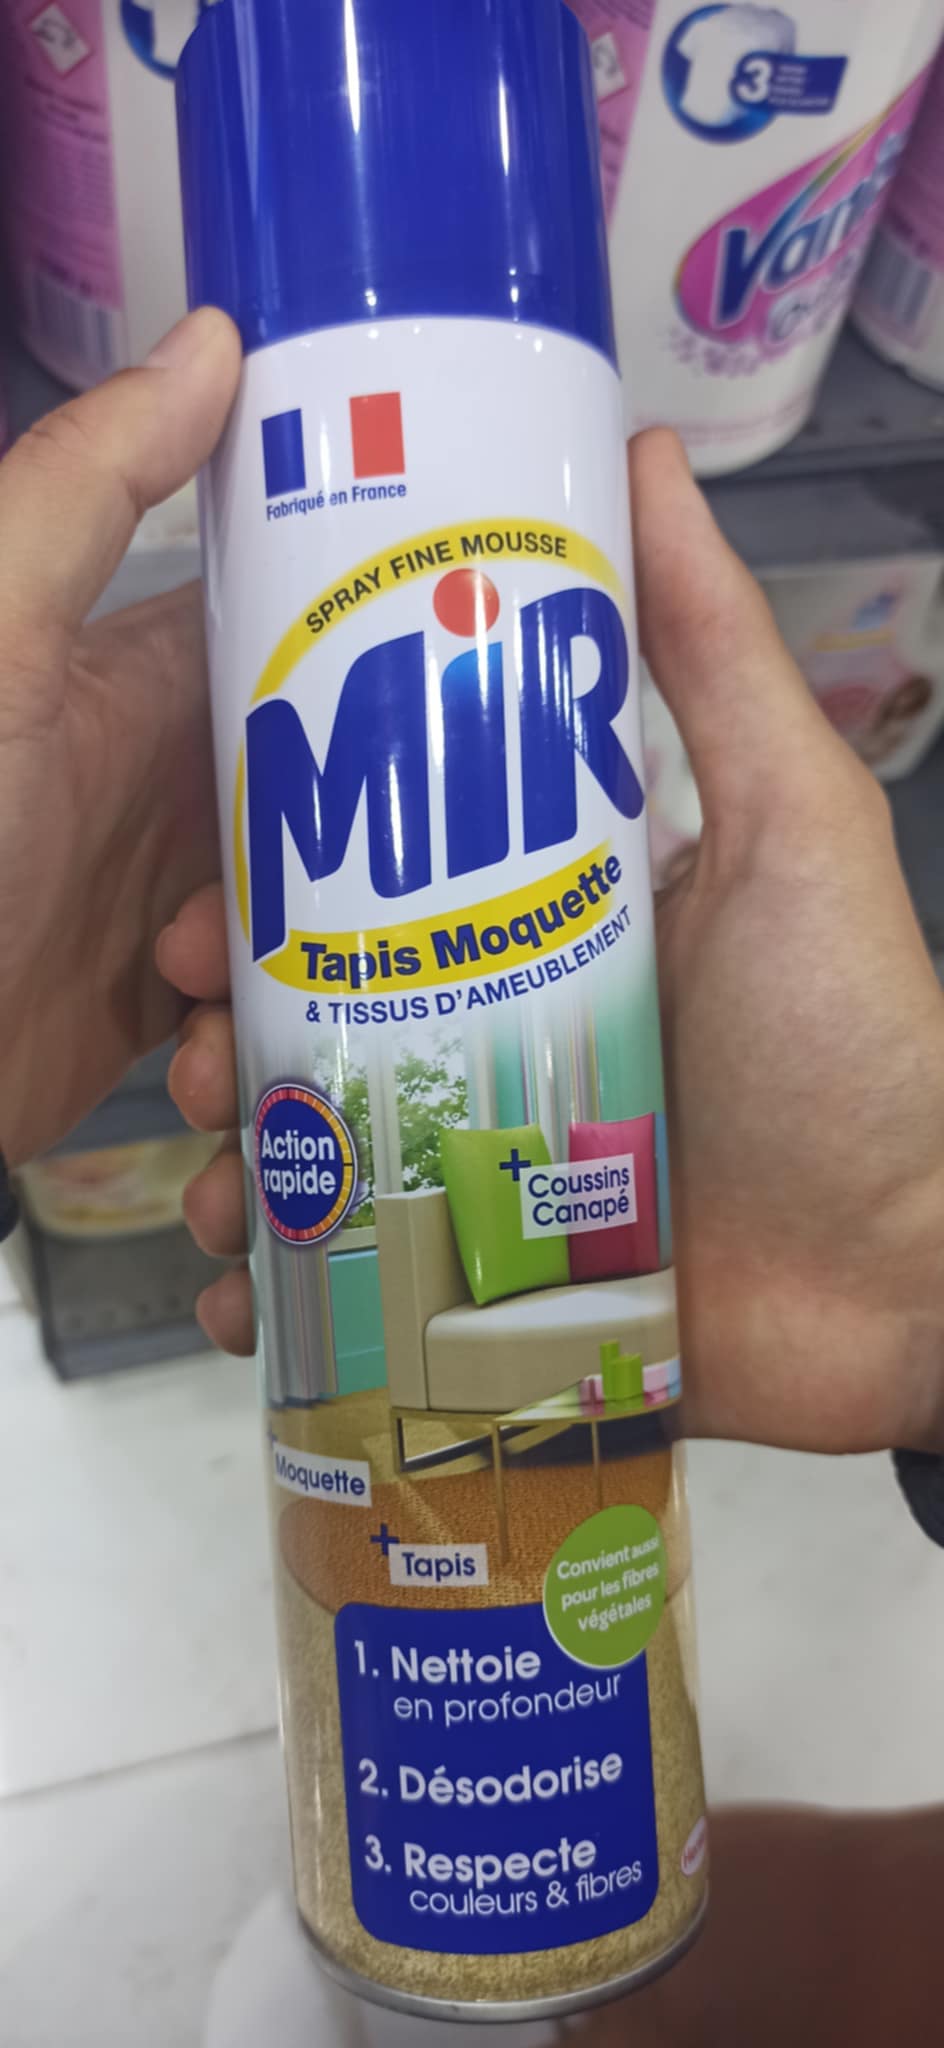 3
Fabriqué en France
SPRAY FINE MOUSSE
MiR
Tapis Moquette
& TISSUS D'AMEUBLEMENT
Action
rapide
+
Coussins
Canapé
+
Moquette
+
Tapis
Convient aussi
pour les fibres
végétales
1. Nettoie
en profondeur
2. Désodorise
3. Respecte
couleurs & fibres